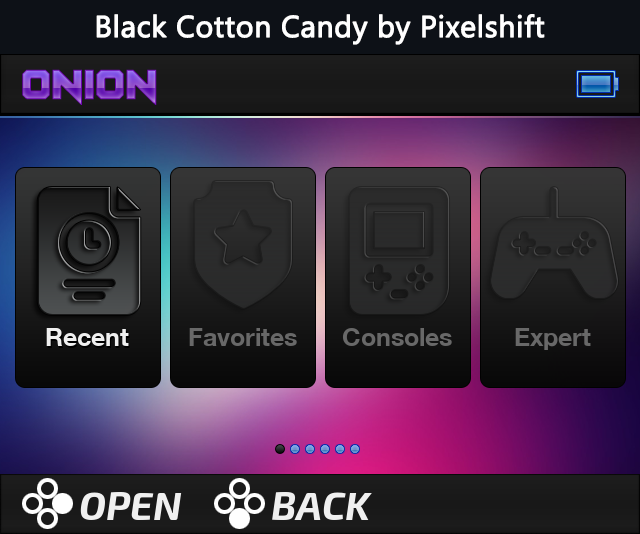 Black Cotton Candy by Pixelshift
ONION
Recent Favorites Consoles Expert
OPEN BACK